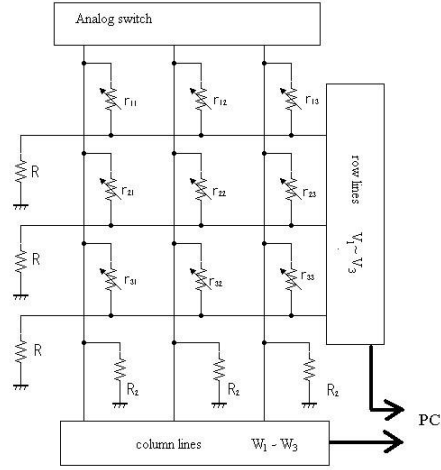 Analog switch
r11 r12 r13
R
r21 r22 r23
R
r31 r32 r33
R
R2 R2 R2
row lines V1 ~ V3
column lines W1 - W3
PC